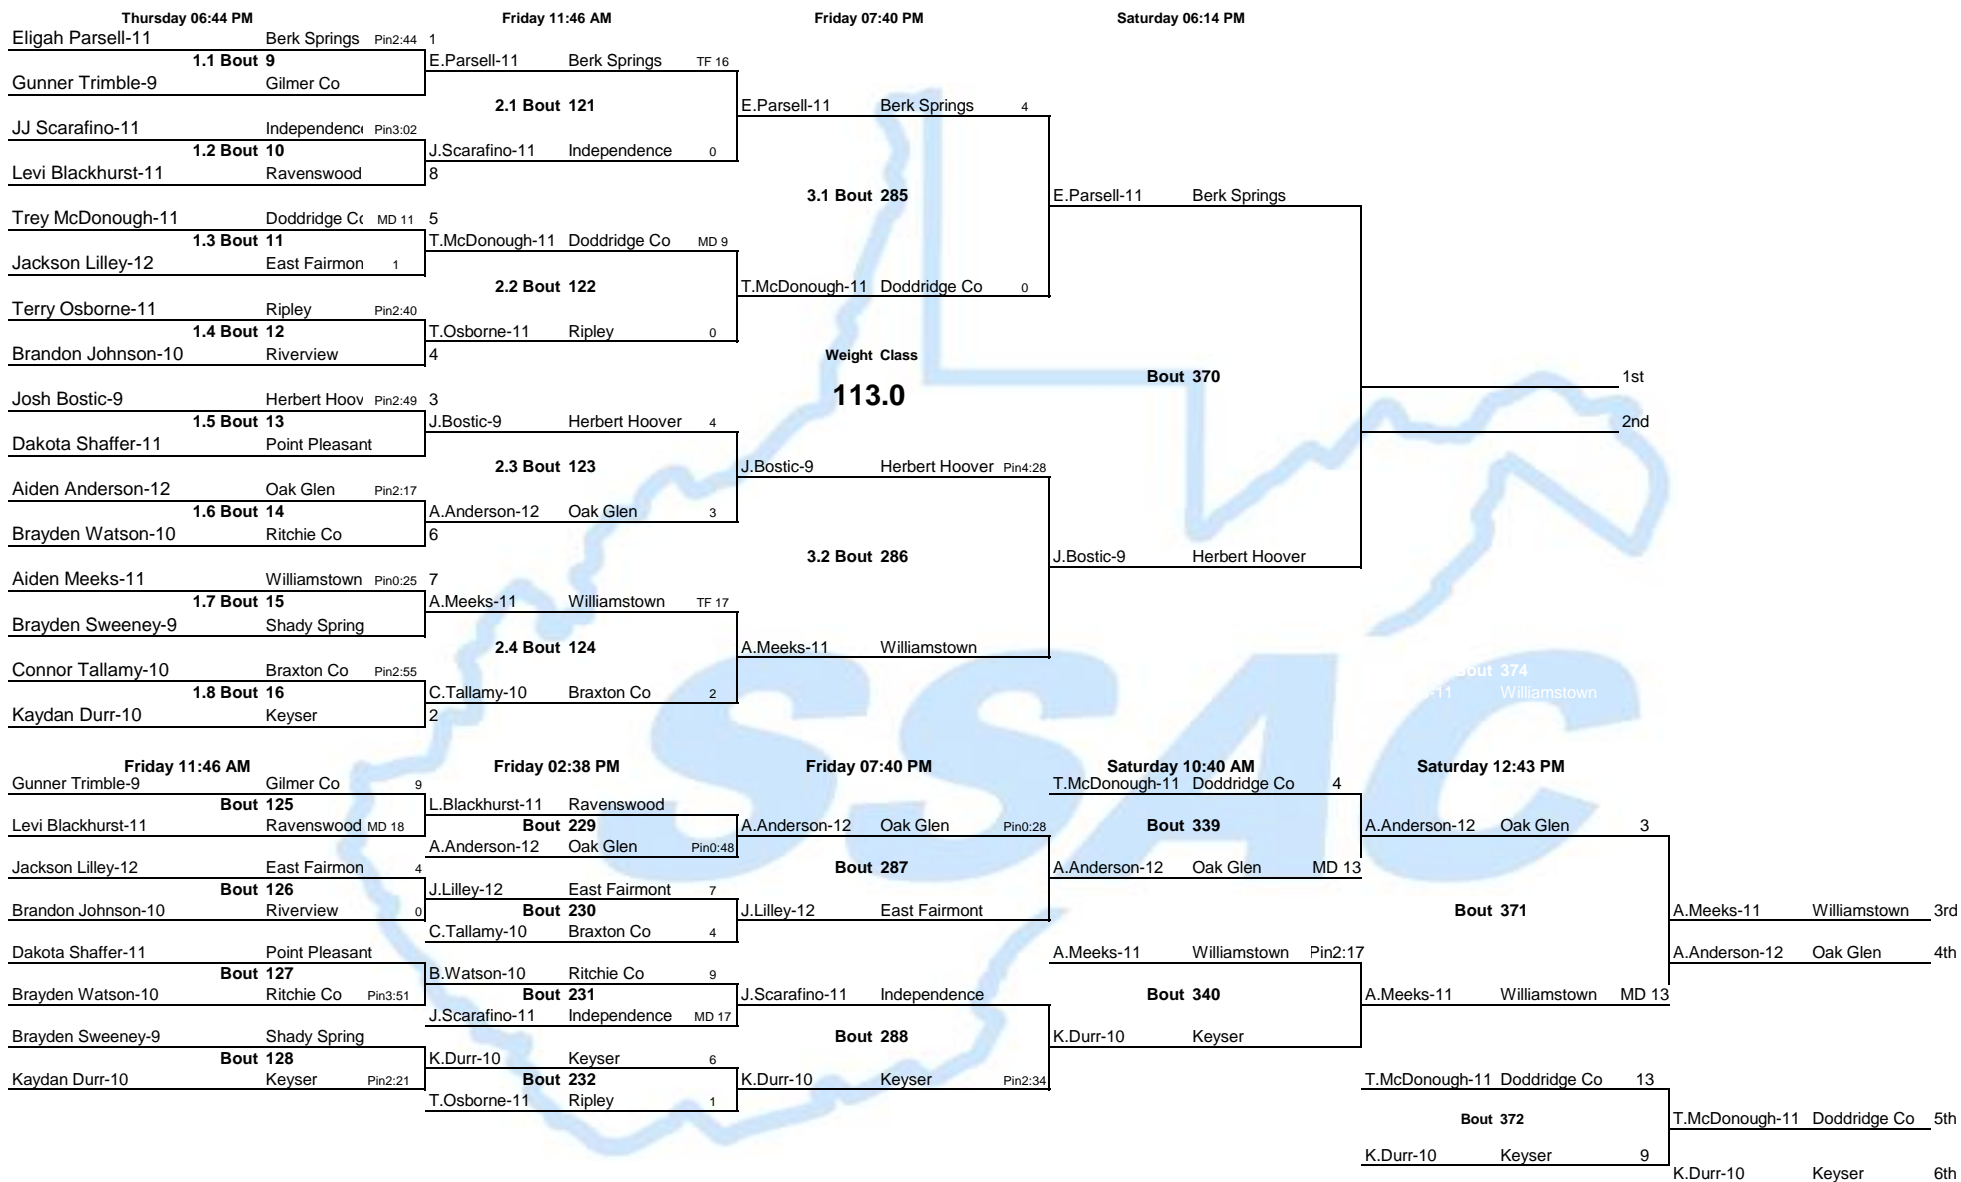 Thursday 06:44 PM Friday 11:46 AM Friday 07:40 PM Saturday 06:14 PM
Eligah Parsell-11 Berk Springs Pin2:44 1
1.1 Bout 9 E.Parsell-11 Berk Springs TF 16
Gunner Trimble-9 Gilmer Co
2.1 Bout 121 E.Parsell-11 Berk Springs 4
JJ Scarafino-11 Independenc Pin3:02
1.2 Bout 10 J.Scarafino-11 Independence 0
Levi Blackhurst-11 Ravenswood 8
3.1 Bout 285 E.Parsell-11 Berk Springs
Trey McDonough-11 Doddridge Co MD 11 5
1.3 Bout 11 T.McDonough-11 Doddridge Co MD 9
Jackson Lilley-12 East Fairmon 1
2.2 Bout 122 T.McDonough-11 Doddridge Co 0
Terry Osborne-11 Ripley Pin2:40
1.4 Bout 12 T.Osborne-11 Ripley 0
Brandon Johnson-10 Riverview 4 Weight Class
Bout 370 1st
Josh Bostic-9 Herbert Hoov Pin2:49 3 113.0
1.5 Bout 13 J.Bostic-9 Herbert Hoover 4 2nd
Dakota Shaffer-11 Point Pleasant
2.3 Bout 123 J.Bostic-9 Herbert Hoover Pin4:28
Aiden Anderson-12 Oak Glen Pin2:17
1.6 Bout 14 A.Anderson-12 Oak Glen 3
Brayden Watson-10 Ritchie Co 6
3.2 Bout 286 J.Bostic-9 Herbert Hoover
Aiden Meeks-11 Williamstown Pin0:25 7
1.7 Bout 15 A.Meeks-11 Williamstown TF 17
Brayden Sweeney-9 Shady Spring
2.4 Bout 124 A.Meeks-11 Williamstown
Connor Tallamy-10 Braxton Co Pin2:55 Bout 374
1.8 Bout 16 C.Tallamy-10 Braxton Co 2 -11 Williamstown
Kaydan Durr-10 Keyser 2
SSAC
Friday 11:46 AM Friday 02:38 PM Friday 07:40 PM Saturday 10:40 AM Saturday 12:43 PM
Gunner Trimble-9 Gilmer Co 9 T.McDonough-11 Doddridge Co 4
Bout 125 L.Blackhurst-11 Ravenswood
Levi Blackhurst-11 Ravenswood MD 18 Bout 229 A.Anderson-12 Oak Glen Pin0:28 Bout 339 A.Anderson-12 Oak Glen 3
A.Anderson-12 Oak Glen Pin0:48
Jackson Lilley-12 East Fairmon 4 Bout 287 A.Anderson-12 Oak Glen MD 13
Bout 126 J.Lilley-12 East Fairmont 7
Brandon Johnson-10 Riverview 0 Bout 230 J.Lilley-12 East Fairmont Bout 371 A.Meeks-11 Williamstown 3rd
C.Tallamy-10 Braxton Co 4
Dakota Shaffer-11 Point Pleasant A.Meeks-11 Williamstown Pin2:17 A.Anderson-12 Oak Glen 4th
Bout 127 B.Watson-10 Ritchie Co 9
Brayden Watson-10 Ritchie Co Pin3:51 Bout 231 J.Scarafino-11 Independence Bout 340 A.Meeks-11 Williamstown MD 13
J.Scarafino-11 Independence MD 17
Brayden Sweeney-9 Shady Spring Bout 288 K.Durr-10 Keyser
Bout 128 K.Durr-10 Keyser 6
Kaydan Durr-10 Keyser Pin2:21 Bout 232 K.Durr-10 Keyser Pin2:34 T.McDonough-11 Doddridge Co 13
T.Osborne-11 Ripley 1
Bout 372 T.McDonough-11 Doddridge Co 5th
K.Durr-10 Keyser 9
K.Durr-10 Keyser 6th